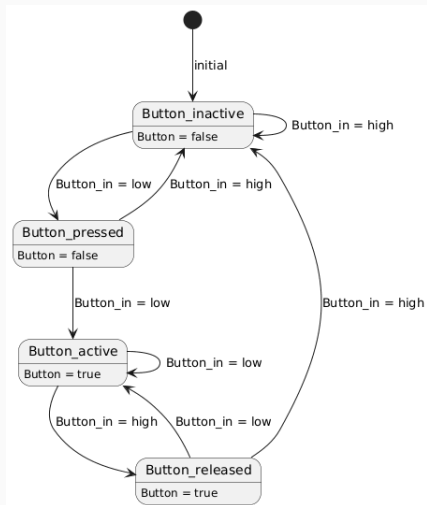 initial
Button_inactive
Button = false
Button_in = high
Button_in = low
Button_in = high
Button_pressed
Button = false
Button_in = low
Button_in = high
Button_active
Button = true
Button_in = low
Button_in = high
Button_in = low
Button_released
Button = true